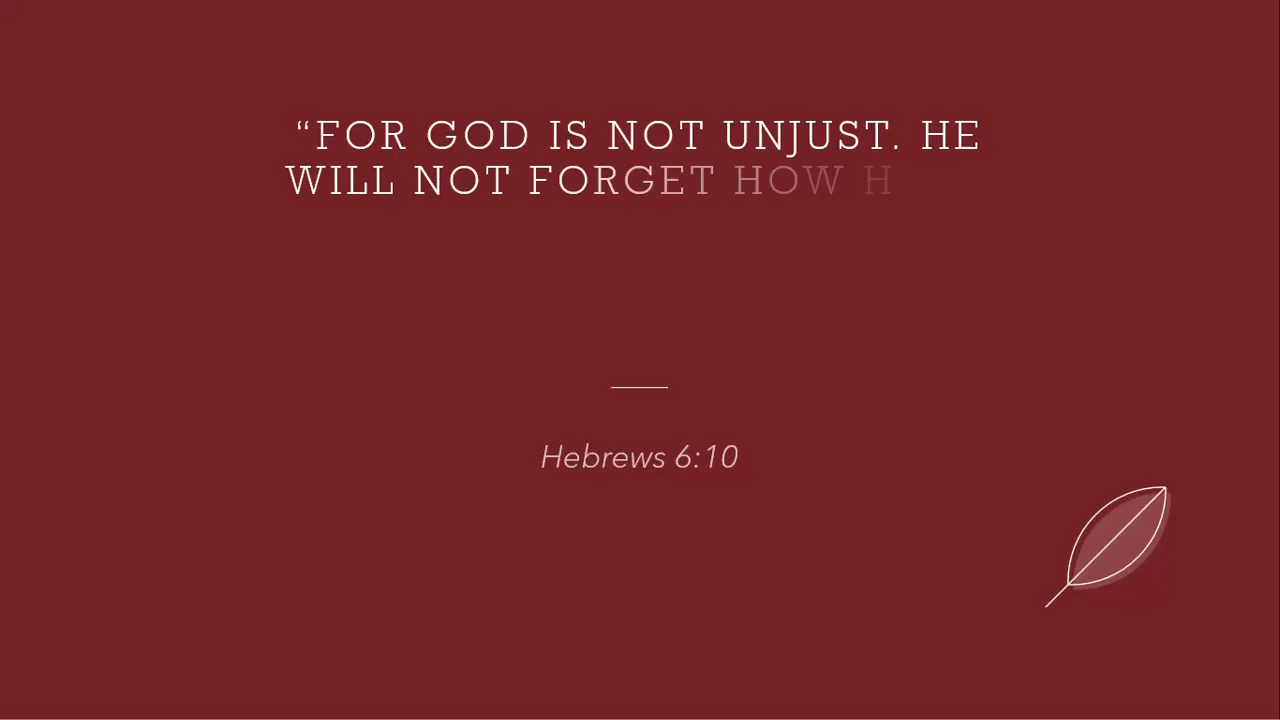 “FOR GOD IS NOT UNJUST. HE
WILL NOT FORGET HOW H
Hebrews 6:10